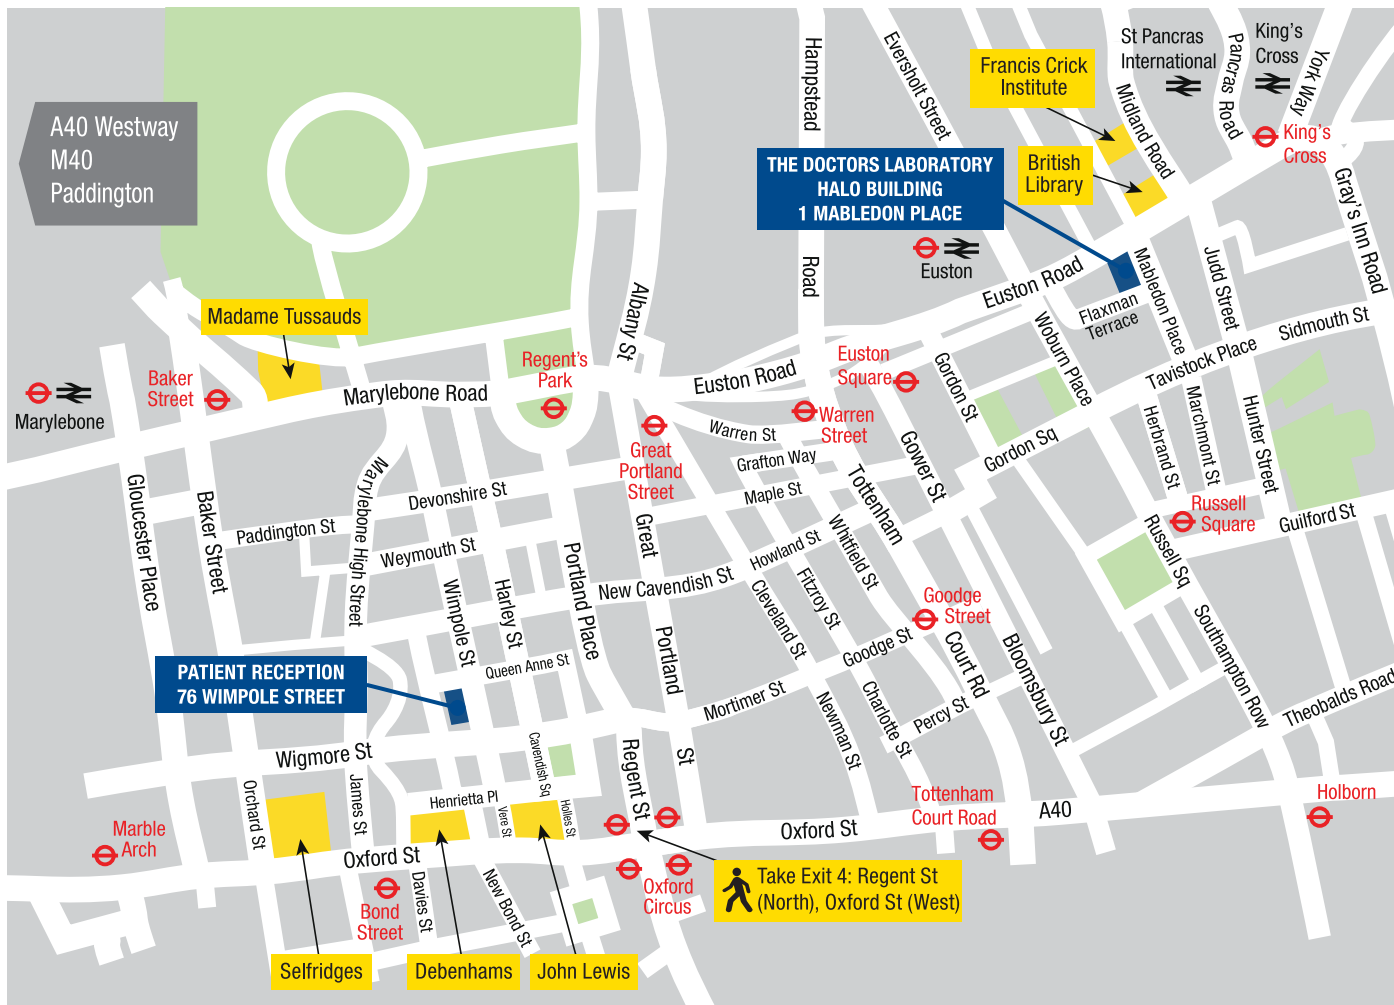 A40 Westway
M40
Paddington
Hampstead
Road
Eversholt Street
Francis Crick
Institute
St Pancras
International
Midland Road
Pancras Road
King's
Cross
York Way
King's
Cross
THE DOCTORS LABORATORY
HALO BUILDING
1 MABLEDON PLACE
British
Library
Gray's Inn Road
Euston
Euston Road
Mabledon Place
Judd Street
Flaxman
Terrace
Sidmouth St
Albany St
Madame Tussauds
Baker
Street
Marylebone
Marylebone Road
Regent's
Park
Euston Road
Euston
Square
Gordon St
Woburn Place
Tavistock Place
Warren St
Warren
Street
Great
Portland
Street
Grafton Way
Maple St
Gower St
Gordon Sq
Herbrand St
Marchmont St
Hunter Street
Gloucester Place
Baker Street
Marylebone High Street
Devonshire St
Paddington St
Weymouth St
Great
Portland
St
Tottenham
Court Rd
Whitfield St
Howland St
Russell
Square
Guilford St
Russell Sq
Wimpole St
Harley St
Portland Place
New Cavendish St
Cleveland St
Fitzroy St
Goodge
Street
Goodge St
Bloomsbury St
Southampton Row
Theobalds Road
PATIENT RECEPTION
76 WIMPOLE STREET
Queen Anne St
Mortimer St
Newman St
Charlotte St
Percy St
Wigmore St
Cavendish Sq
Regent St
Orchard St
James St
Henrietta Pl
Vere St
Holles St
Marble
Arch
Oxford St
Oxford St
Tottenham
Court Road
A40
Holborn
Bond
Street
Davies St
New Bond St
Oxford
Circus
Take Exit 4: Regent St
(North), Oxford St (West)
Selfridges
Debenhams
John Lewis